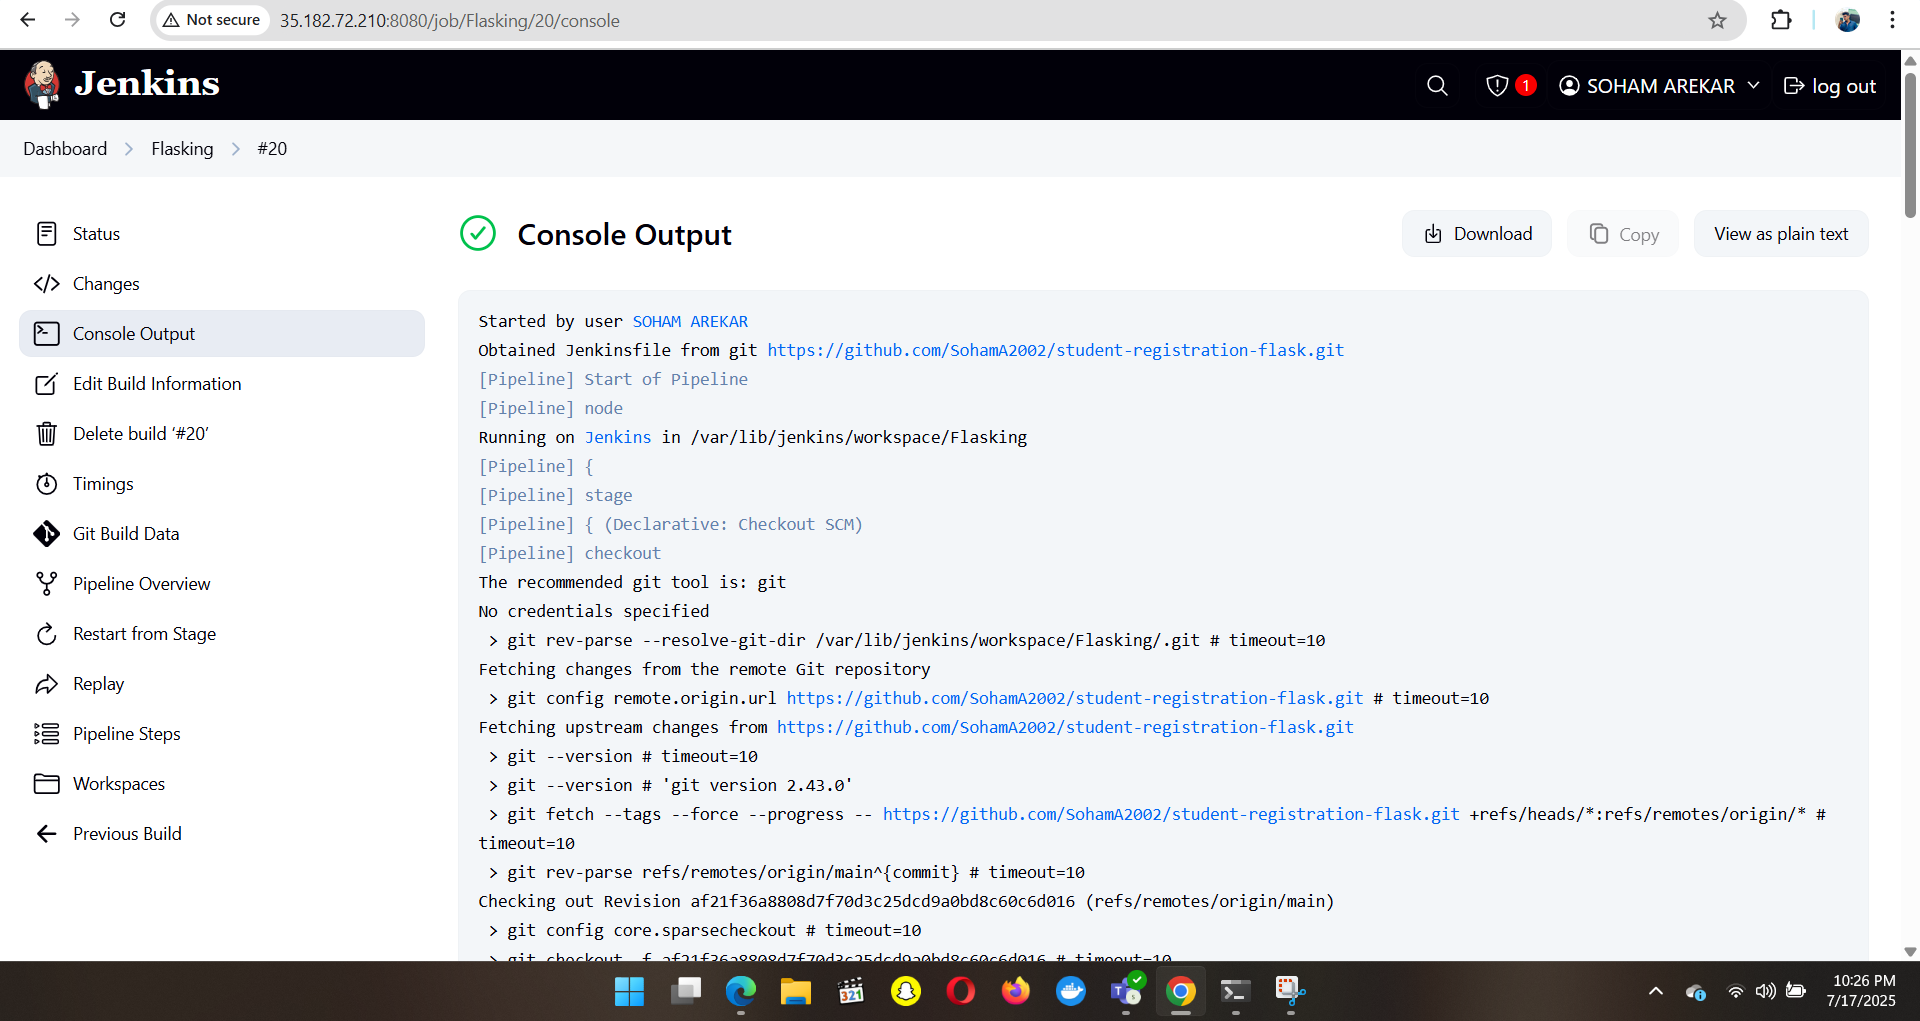 Not secure
35.182.72.210:8080/job/Flasking/20/console
Jenkins
1
SOHAM AREKAR
log out
Dashboard
Flasking
#20
Status
Changes
Console Output
Edit Build Information
Delete build ‘#20’
Timings
Git Build Data
Pipeline Overview
Restart from Stage
Replay
Pipeline Steps
Workspaces
Previous Build
Console Output
Download
Copy
View as plain text
Started by user SOHAM AREKAR
Obtained Jenkinsfile from git https://github.com/SohamA2002/student-registration-flask.git
[Pipeline] Start of Pipeline
[Pipeline] node
Running on Jenkins in /var/lib/jenkins/workspace/Flasking
[Pipeline] {
[Pipeline] stage
[Pipeline] { (Declarative: Checkout SCM)
[Pipeline] checkout
The recommended git tool is: git
No credentials specified
> git rev-parse --resolve-git-dir /var/lib/jenkins/workspace/Flasking/.git # timeout=10
Fetching changes from the remote Git repository
> git config remote.origin.url https://github.com/SohamA2002/student-registration-flask.git # timeout=10
Fetching upstream changes from https://github.com/SohamA2002/student-registration-flask.git
> git --version # timeout=10
> git --version # 'git version 2.43.0'
> git fetch --tags --force --progress -- https://github.com/SohamA2002/student-registration-flask.git +refs/heads/*:refs/remotes/origin/* #
timeout=10
> git rev-parse refs/remotes/origin/main^{commit} # timeout=10
Checking out Revision af21f36a8808d7f70d3c25dcd9a0bd8c60c6d016 (refs/remotes/origin/main)
> git config core.sparsecheckout # timeout=10
> git checkout -f af21f36a8808d7f70d3c25dcd9a0bd8c60c6d016 # timeout=10
321
10:26 PM
7/17/2025